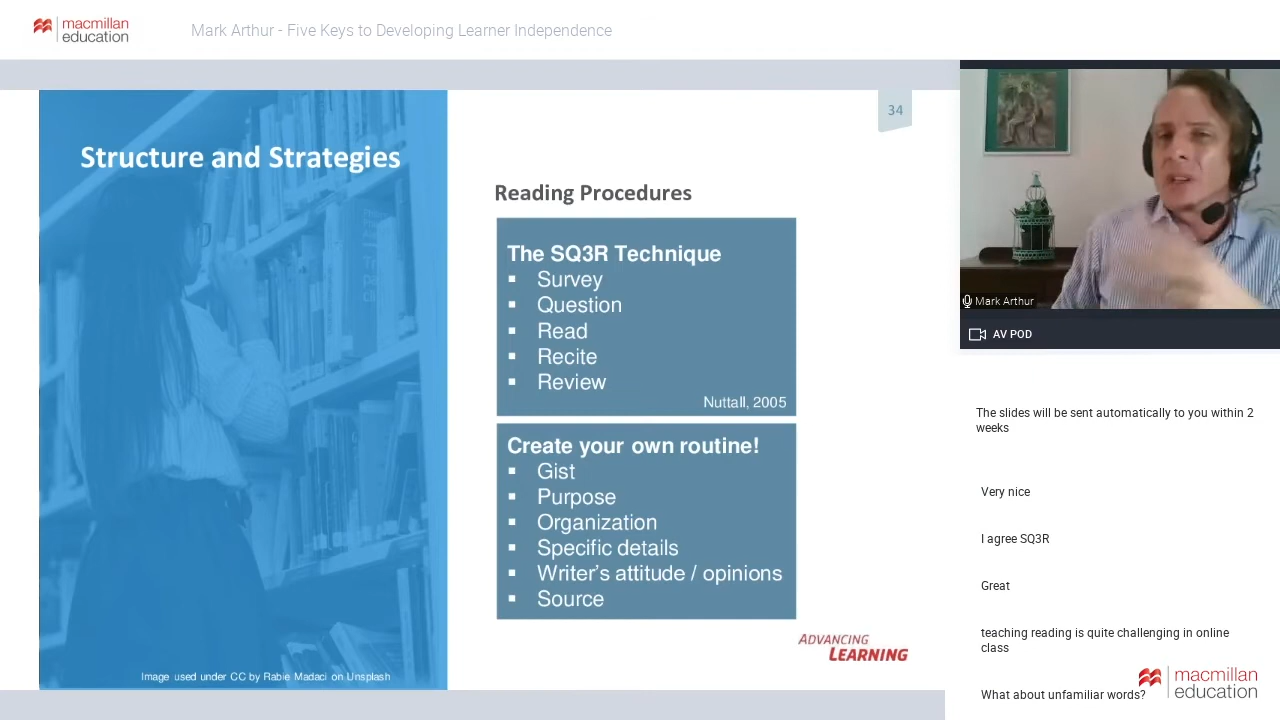 macmillan
education
Mark Arthur - Five Keys to Developing Learner Independence
34
Structure and Strategies
Reading Procedures
The SQ3R Technique
▪ Survey
▪ Question
▪ Read
▪ Recite
▪ Review
Nuttall, 2005
Create your own routine!
▪ Gist
▪ Purpose
▪ Organization
▪ Specific details
▪ Writer's attitude / opinions
▪ Source
ADVANCING
LEARNING
Image used under CC by Rabie Madaci on Unsplash
Mark Arthur
AV POD
The slides will be sent automatically to you within 2
weeks
Very nice
I agree SQ3R
Great
teaching reading is quite challenging in online
class
What about unfamiliar words?
macmillan
education